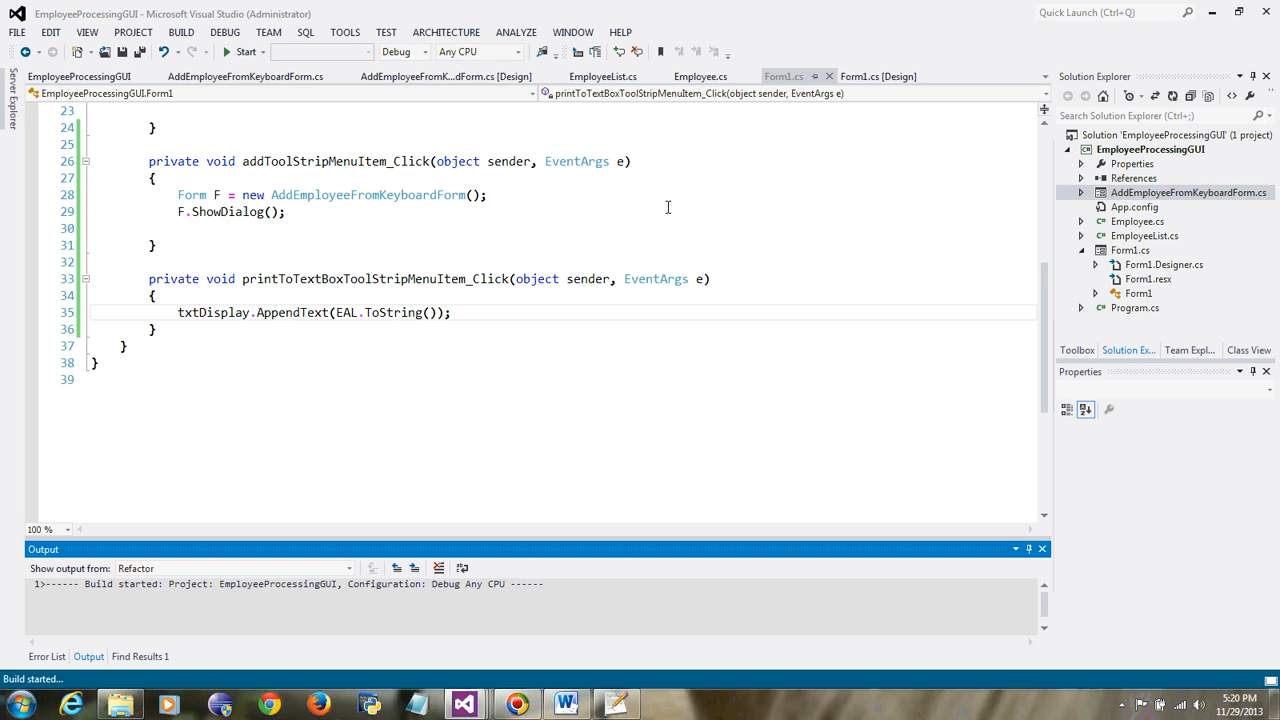 EmployeeProcessingGUI - Microsoft Visual Studio (Administrator)
Quick Launch (Ctrl+Q)
FILE EDIT VIEW PROJECT BUILD DEBUG TEAM SQL TOOLS TEST ARCHITECTURE ANALYZE WINDOW HELP
Start Debug Any CPU
Server Explorer
EmployeeProcessingGUI AddEmployeeFromKeyboardForm.cs AddEmployeeFromK...dForm.cs [Design] EmployeeList.cs Employee.cs Form1.cs Form1.cs [Design]
EmployeeProcessingGUI.Form1 printToTextBoxToolStripMenuItem_Click(object sender, EventArgs e)
23
24 }
25
26 private void addToolStripMenuItem_Click(object sender, EventArgs e)
27 {
28 Form F = new AddEmployeeFromKeyboardForm();
29 F.ShowDialog();
30
31 }
32
33 private void printToTextBoxToolStripMenuItem_Click(object sender, EventArgs e)
34 {
35 txtDisplay.AppendText(EAL.ToString());
36 }
37 }
38 }
39
100 %
Solution Explorer
Search Solution Explorer (Ctrl+;)
Solution 'EmployeeProcessingGUI' (1 project)
EmployeeProcessingGUI
Properties
References
AddEmployeeFromKeyboardForm.cs
App.config
Employee.cs
EmployeeList.cs
Form1.cs
Form1.Designer.cs
Form1.resx
Form1
Program.cs
Toolbox Solution Ex... Team Expl... Class View
Properties
Output
Show output from: Refactor
1>------ Build started: Project: EmployeeProcessingGUI, Configuration: Debug Any CPU ------
Error List Output Find Results 1
Build started...
5:20 PM
11/29/2013